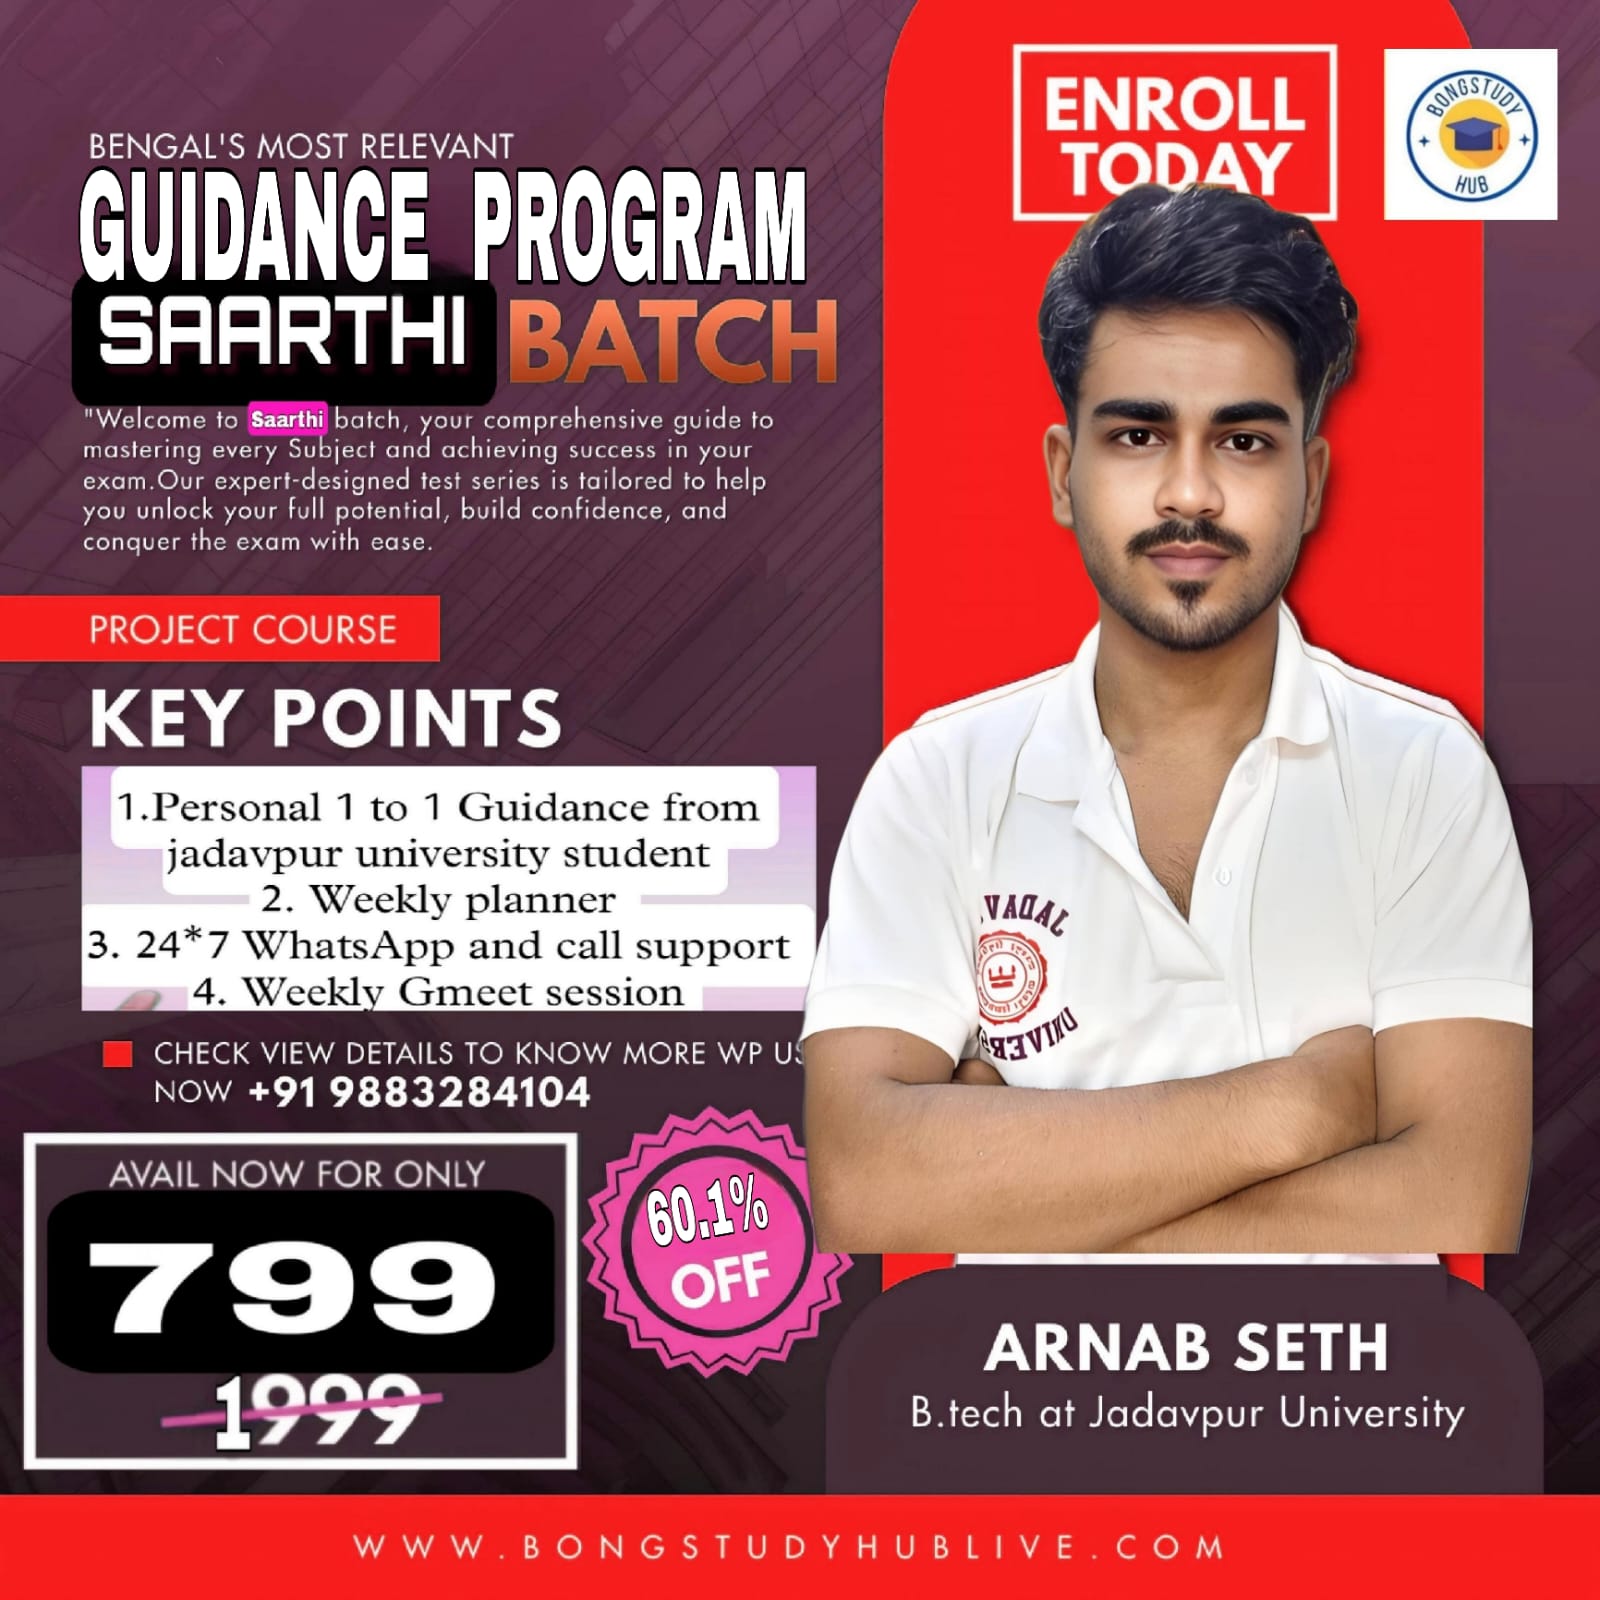 ENROLL
TODAY
BONGSTUDY
HUB
BENGAL'S MOST RELEVANT
GUIDANCE PROGRAM
SAARTHI BATCH
"Welcome to Saarthi batch, your comprehensive guide to
mastering every Subject and achieving success in your
exam.Our expert-designed test series is tailored to help
you unlock your full potential, build confidence, and
conquer the exam with ease.
PROJECT COURSE
KEY POINTS
1.Personal 1 to 1 Guidance from
jadavpur university student
2. Weekly planner
3. 24*7 WhatsApp and call support
4. Weekly Gmeet session
CHECK VIEW DETAILS TO KNOW MORE WP US
NOW +91 9883284104
AVAIL NOW FOR ONLY
799
1999
60.1%
OFF
ARNAB SETH
B.tech at Jadavpur University
WWW.BONGSTUDYHUBLIVE.COM